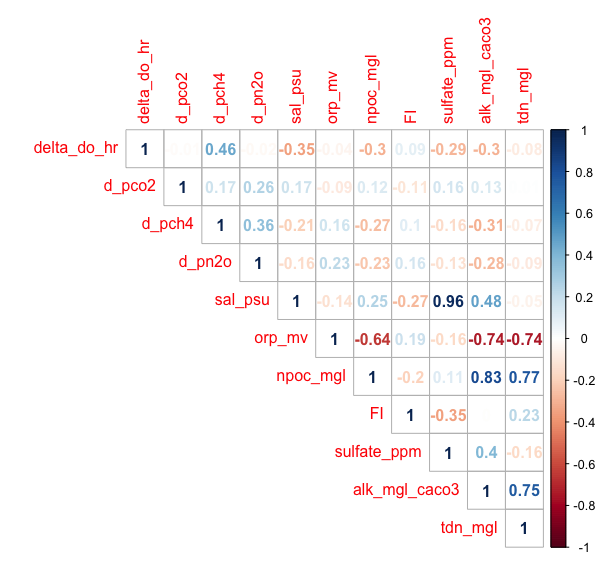 delta_do_hr d_pco2 d_pch4 d_pn2o sal_psu orp_mv npoc_mgl FI sulfate_ppm alk_mgl_caco3 tdn_mgl
delta_do_hr 1 0.46 -0.35 0.04 -0.3 0.09 -0.29 -0.3 -0.08
d_pco2 1 0.17 0.26 0.17 -0.09 0.12 -0.11 0.16 0.13
d_pch4 1 0.36 -0.21 0.16 -0.27 0.1 -0.16 -0.31 -0.07
d_pn2o 1 -0.16 0.23 -0.23 0.16 -0.13 -0.28 -0.09
sal_psu 1 -0.14 0.25 -0.27 0.96 0.48 -0.05
orp_mv 1 -0.64 0.19 -0.16 -0.74 -0.74
npoc_mgl 1 -0.2 0.11 0.83 0.77
FI 1 -0.35 0.23
sulfate_ppm 1 0.4 -0.16
alk_mgl_caco3 1 0.75
tdn_mgl 1
1
0.8
0.6
0.4
0.2
0
-0.2
-0.4
-0.6
-0.8
-1